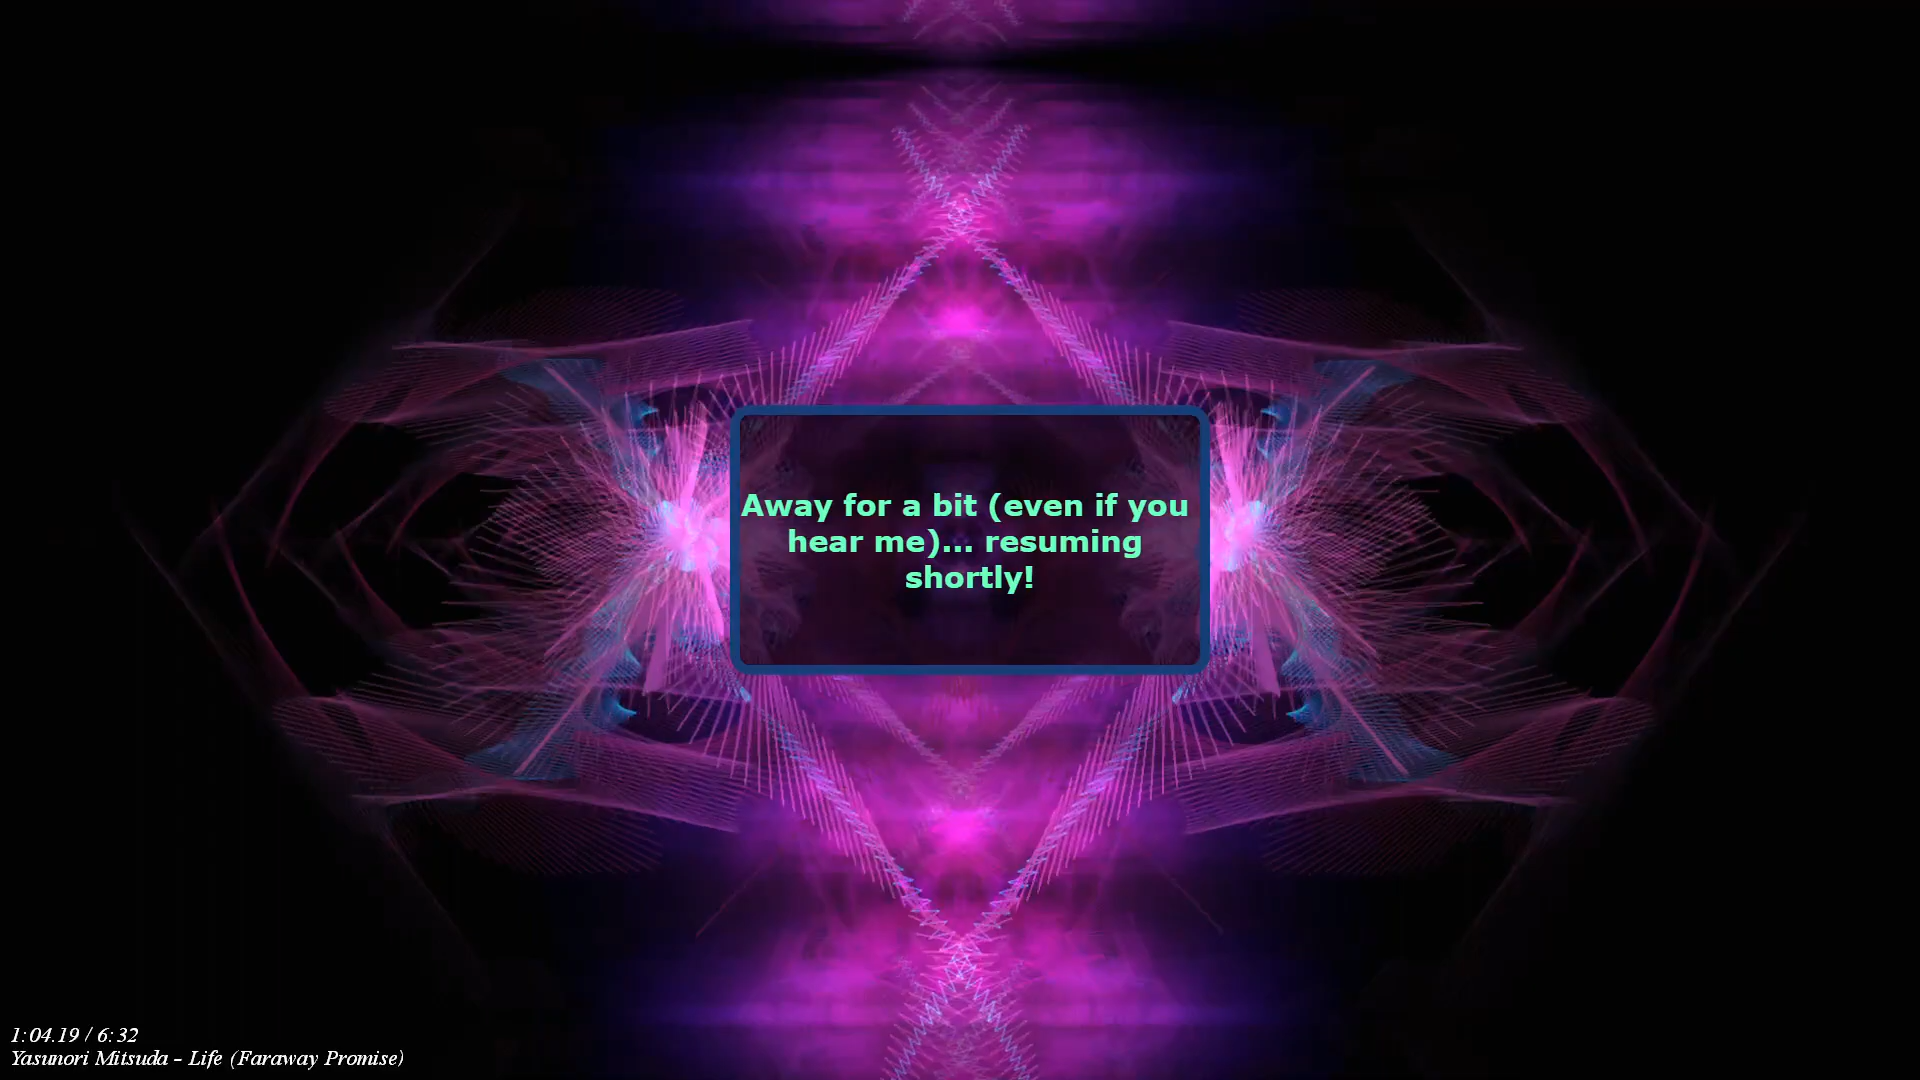 Away for a bit (even if you
hear me)... resuming
shortly!
1:04.19 / 6:32
Yasunori Mitsuda - Life (Faraway Promise)